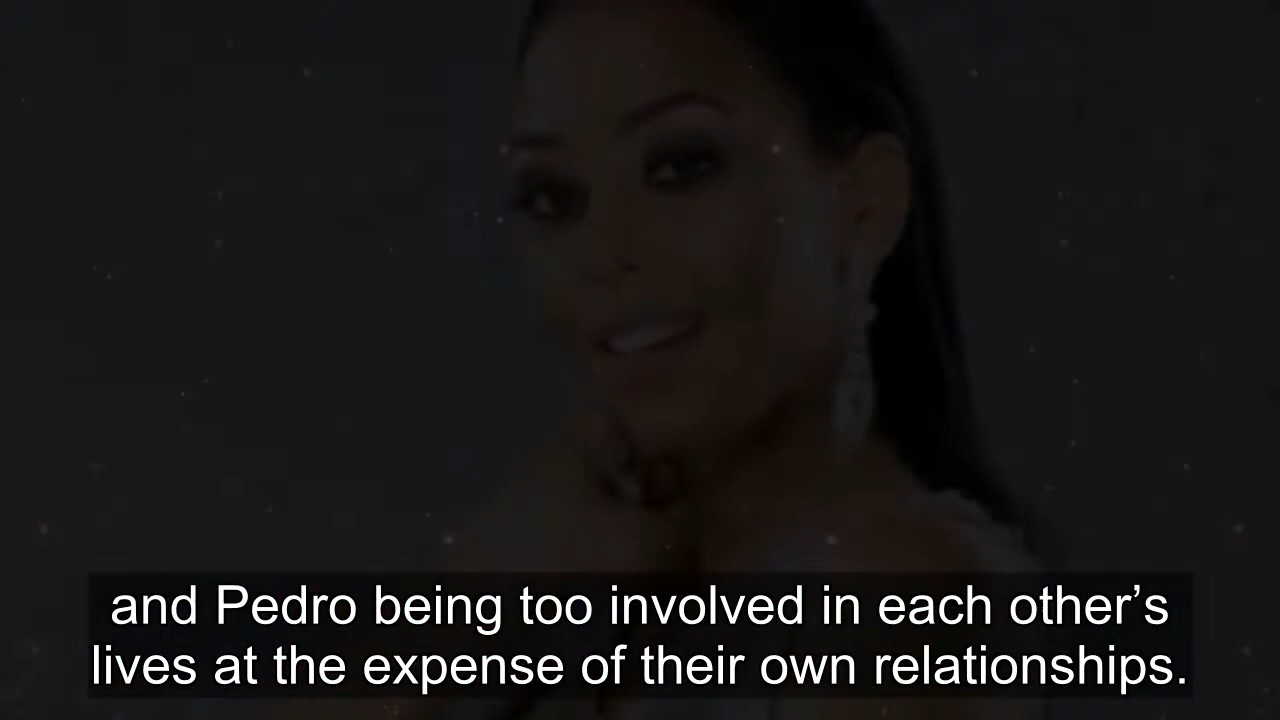 and Pedro being too involved in each other’s
lives at the expense of their own relationships.